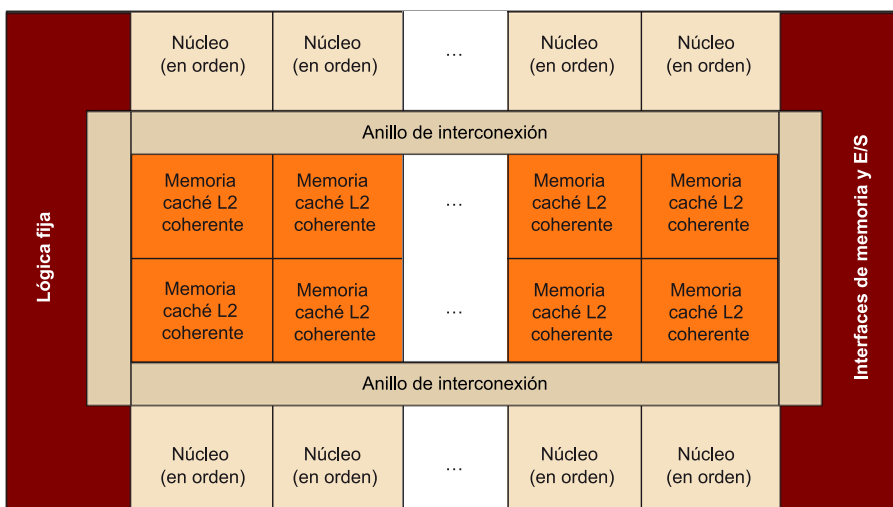 Núcleo
(en orden)
Núcleo
(en orden)
...
Núcleo
(en orden)
Núcleo
(en orden)
Anillo de interconexión
Lógica fija
Memoria
caché L2
coherente
Memoria
caché L2
coherente
...
Memoria
caché L2
coherente
Memoria
caché L2
coherente
Interfaces de memoria y E/S
Memoria
caché L2
coherente
Memoria
caché L2
coherente
...
Memoria
caché L2
coherente
Memoria
caché L2
coherente
Anillo de interconexión
Núcleo
(en orden)
Núcleo
(en orden)
...
Núcleo
(en orden)
Núcleo
(en orden)